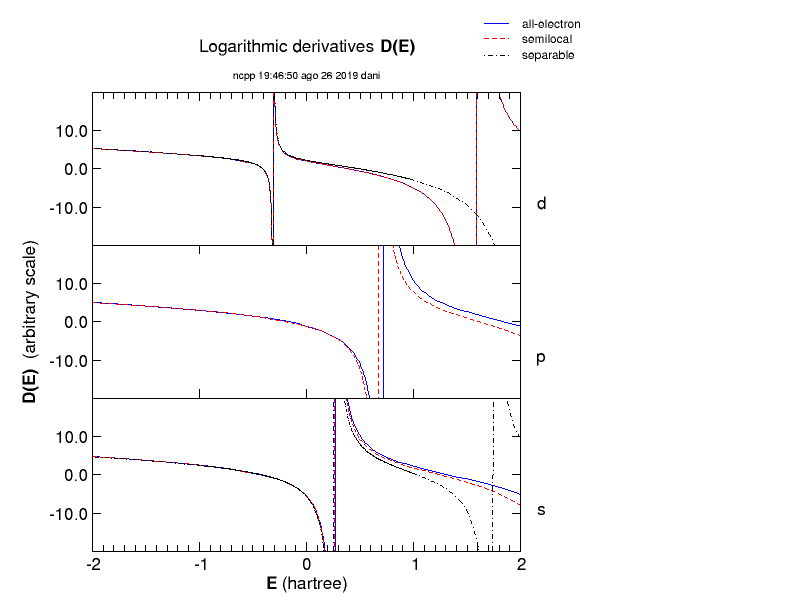 all-electron
semilocal
separable
Logarithmic derivatives D(E)
ncpp 19:46:50 ago 26 2019 dani
10.0
0.0
-10.0
d
10.0
0.0
-10.0
p
10.0
0.0
-10.0
s
D(E) (arbitrary scale)
-2 -1 0 1 2
E (hartree)